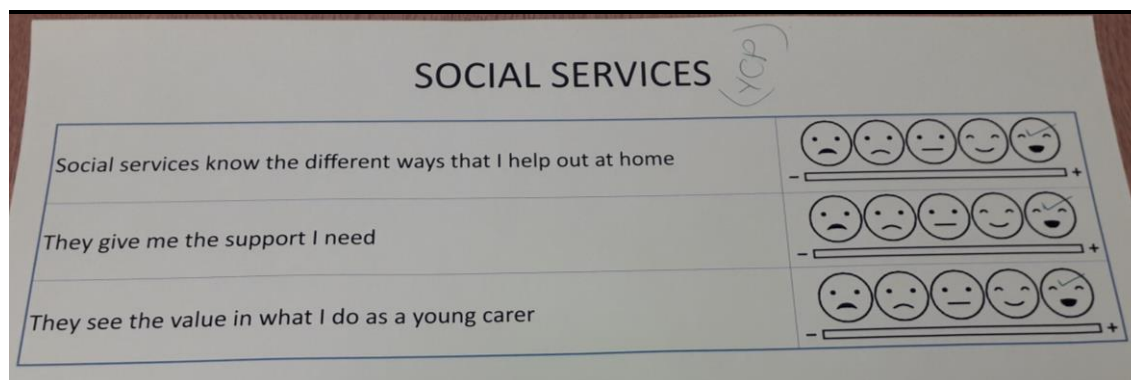 SOCIAL SERVICES (YCP)
Social services know the different ways that I help out at home
- +
They give me the support I need
- +
They see the value in what I do as a young carer
- +